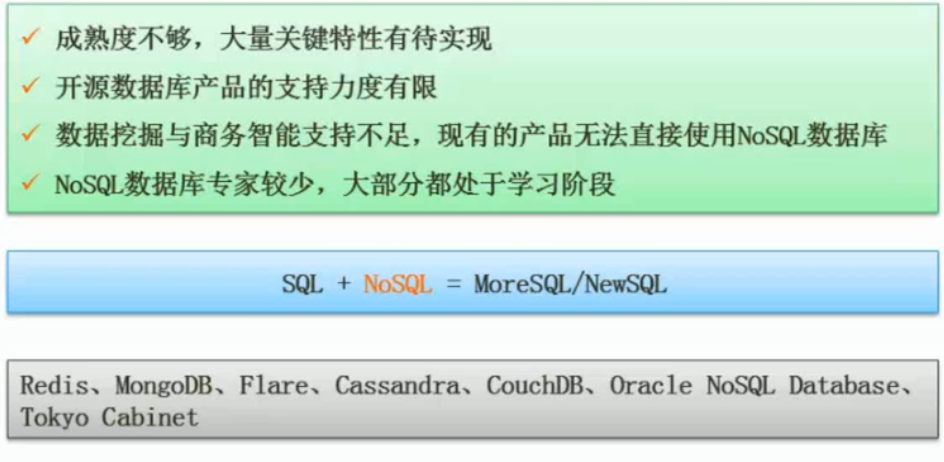 ✓ 成熟度不够，大量关键特性有待实现
✓ 开源数据库产品的支持力度有限
✓ 数据挖掘与商务智能支持不足，现有的产品无法直接使用NoSQL数据库
✓ NoSQL数据库专家较少，大部分都处于学习阶段
SQL + NoSQL = MoreSQL/NewSQL
Redis、MongoDB、Flare、Cassandra、CouchDB、Oracle NoSQL Database、
Tokyo Cabinet